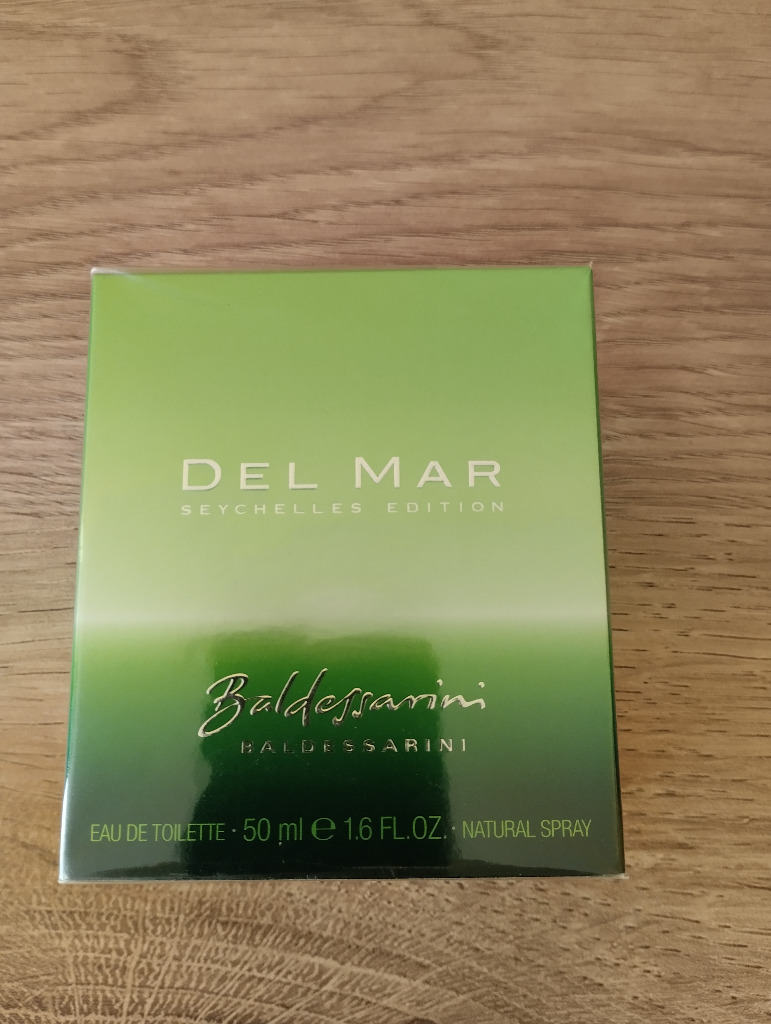 DEL MAR
SEYCHELLES EDITION
Baldessarini
BALDESSARINI
EAU DE TOILETTE · 50 ml ℮ 1.6 FL.OZ. · NATURAL SPRAY